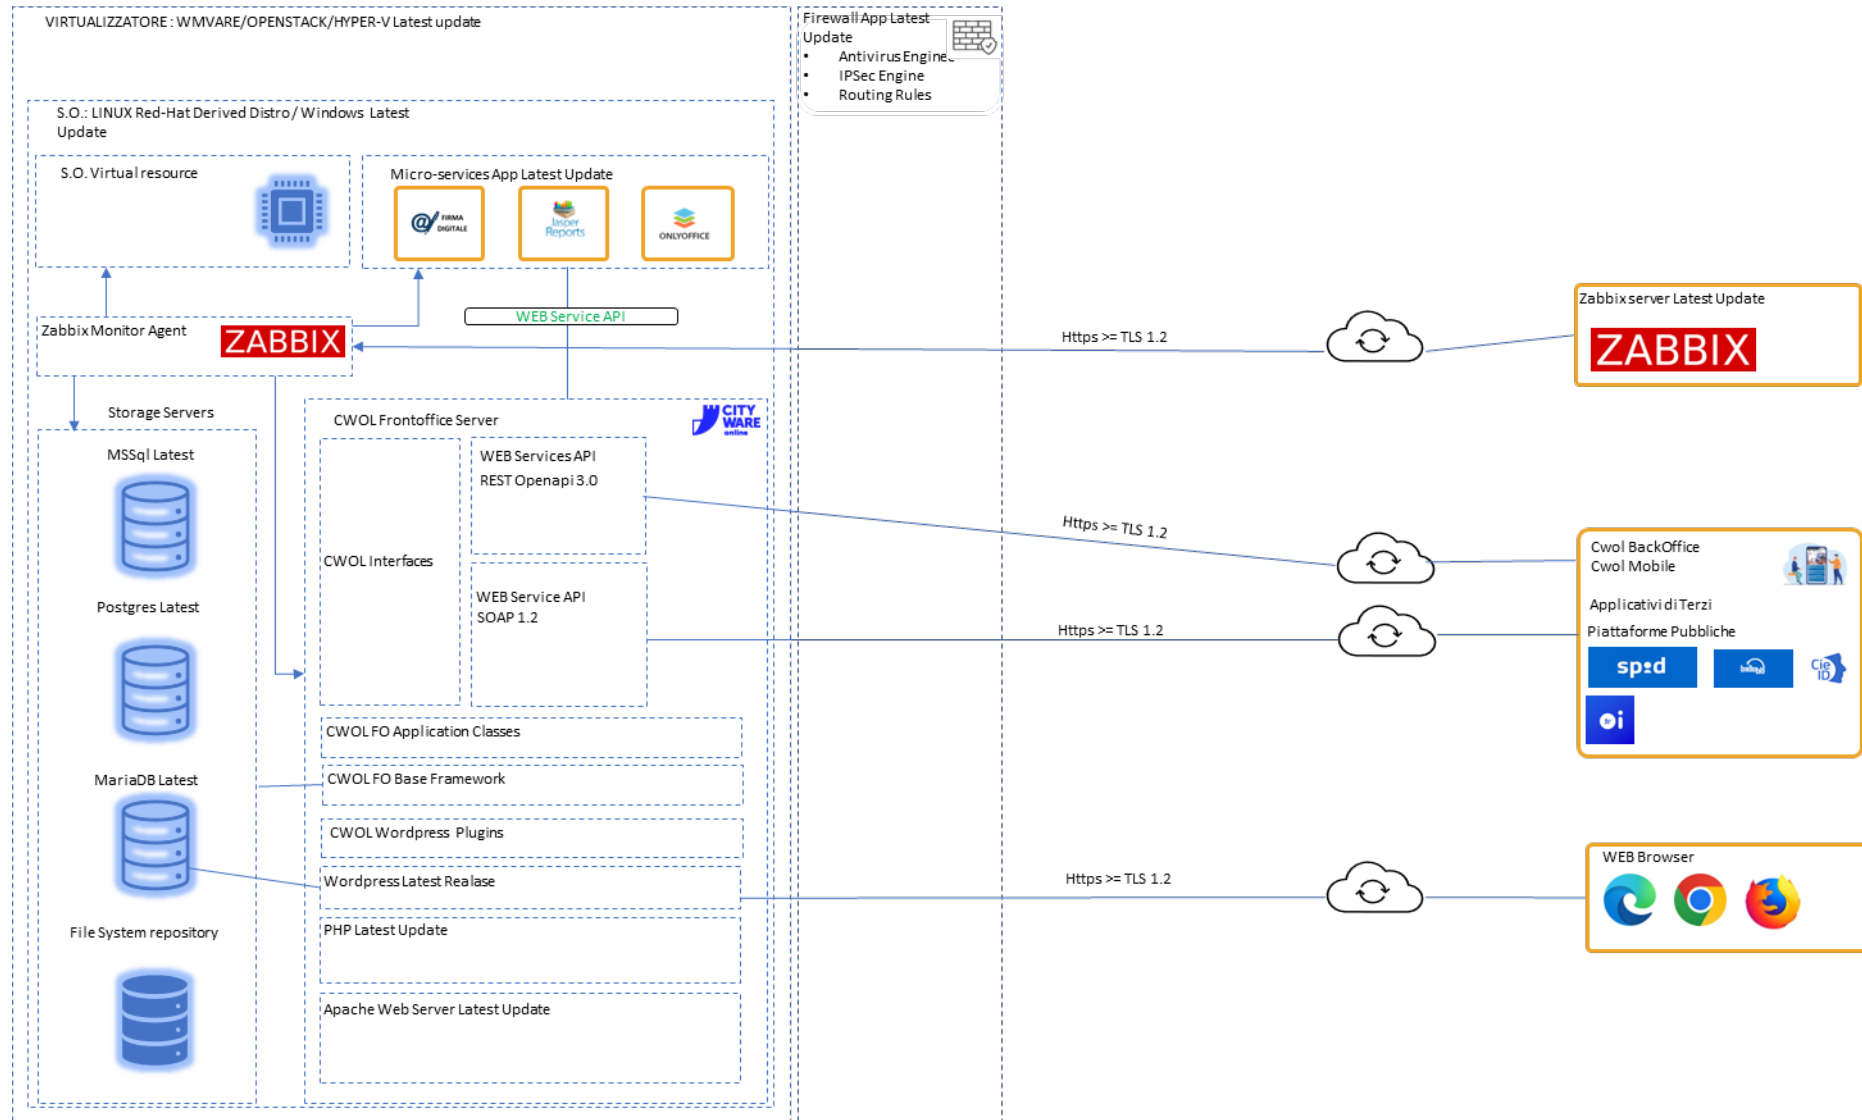 VIRTUALIZZATORE : WMVARE/OPENSTACK/HYPER-V Latest update
Firewall App Latest
Update
• Antivirus Engine
• IPSec Engine
• Routing Rules
S.O.: LINUX Red-Hat Derived Distro / Windows Latest
Update
S.O. Virtual resource
Micro-services App Latest Update
FIRMA
DIGITALE
Jasper
Reports
ONLYOFFICE
WEB Service API
Zabbix Monitor Agent
ZABBIX
Https >= TLS 1.2
Zabbix server Latest Update
ZABBIX
Storage Servers
MSSql Latest
Postgres Latest
MariaDB Latest
File System repository
CWOL Frontoffice Server
CITY
WARE
online
CWOL Interfaces
WEB Services API
REST Openapi 3.0
WEB Service API
SOAP 1.2
CWOL FO Application Classes
CWOL FO Base Framework
CWOL Wordpress Plugins
Wordpress Latest Realase
PHP Latest Update
Apache Web Server Latest Update
Https >= TLS 1.2
Https >= TLS 1.2
Cwol BackOffice
Cwol Mobile
Applicativi di Terzi
Piattaforme Pubbliche
spid
Cie
ID
Https >= TLS 1.2
WEB Browser